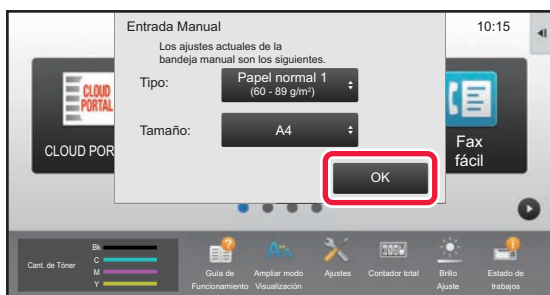 Entrada Manual
10:15
Los ajustes actuales de la
bandeja manual son los siguientes.
Tipo:
Papel normal 1
(60 - 89 g/m²)
Tamaño:
A4
OK
CLOUD
PORTAL
CLOUD POR
Fax
fácil
Cant. de Tóner
Bk
C
M
Y
Guía de
Funcionamiento
Ampliar modo
Visualización
Ajustes
Contador total
Brillo
Ajuste
Estado de
trabajos